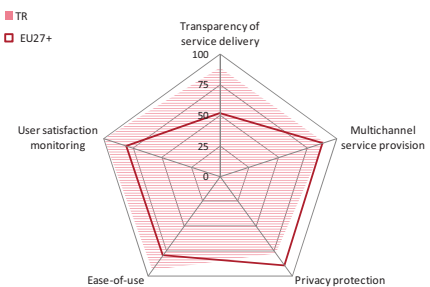 TR
EU27+
Transparency of
service delivery
100
75
50
25
0
User satisfaction
monitoring
Multichannel
service provision
Ease-of-use
Privacy protection